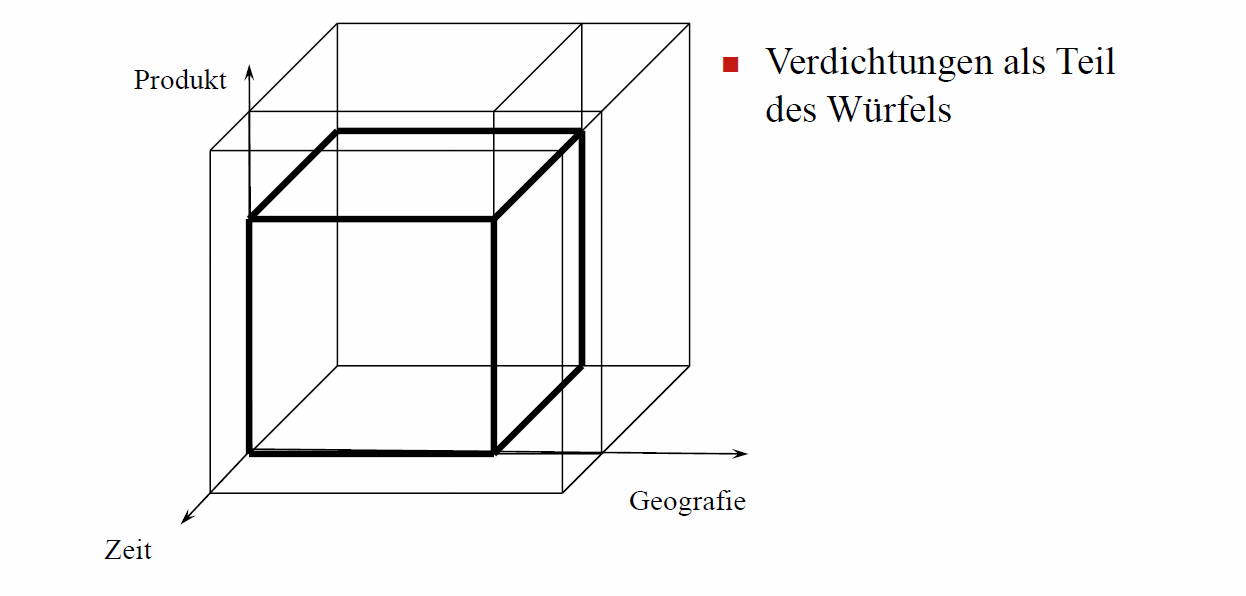 Produkt
Verdichtungen als Teil
des Würfels
Geografie
Zeit